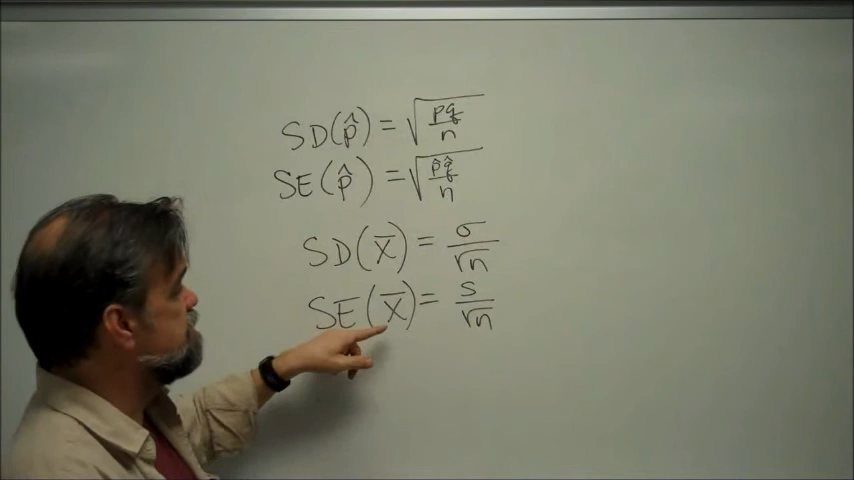 SD(p̂) = √(pq/n)
SE(p̂) = √(p̂q̂/n)
SD(x̄) = σ/√n
SE(x̄) = s/√n